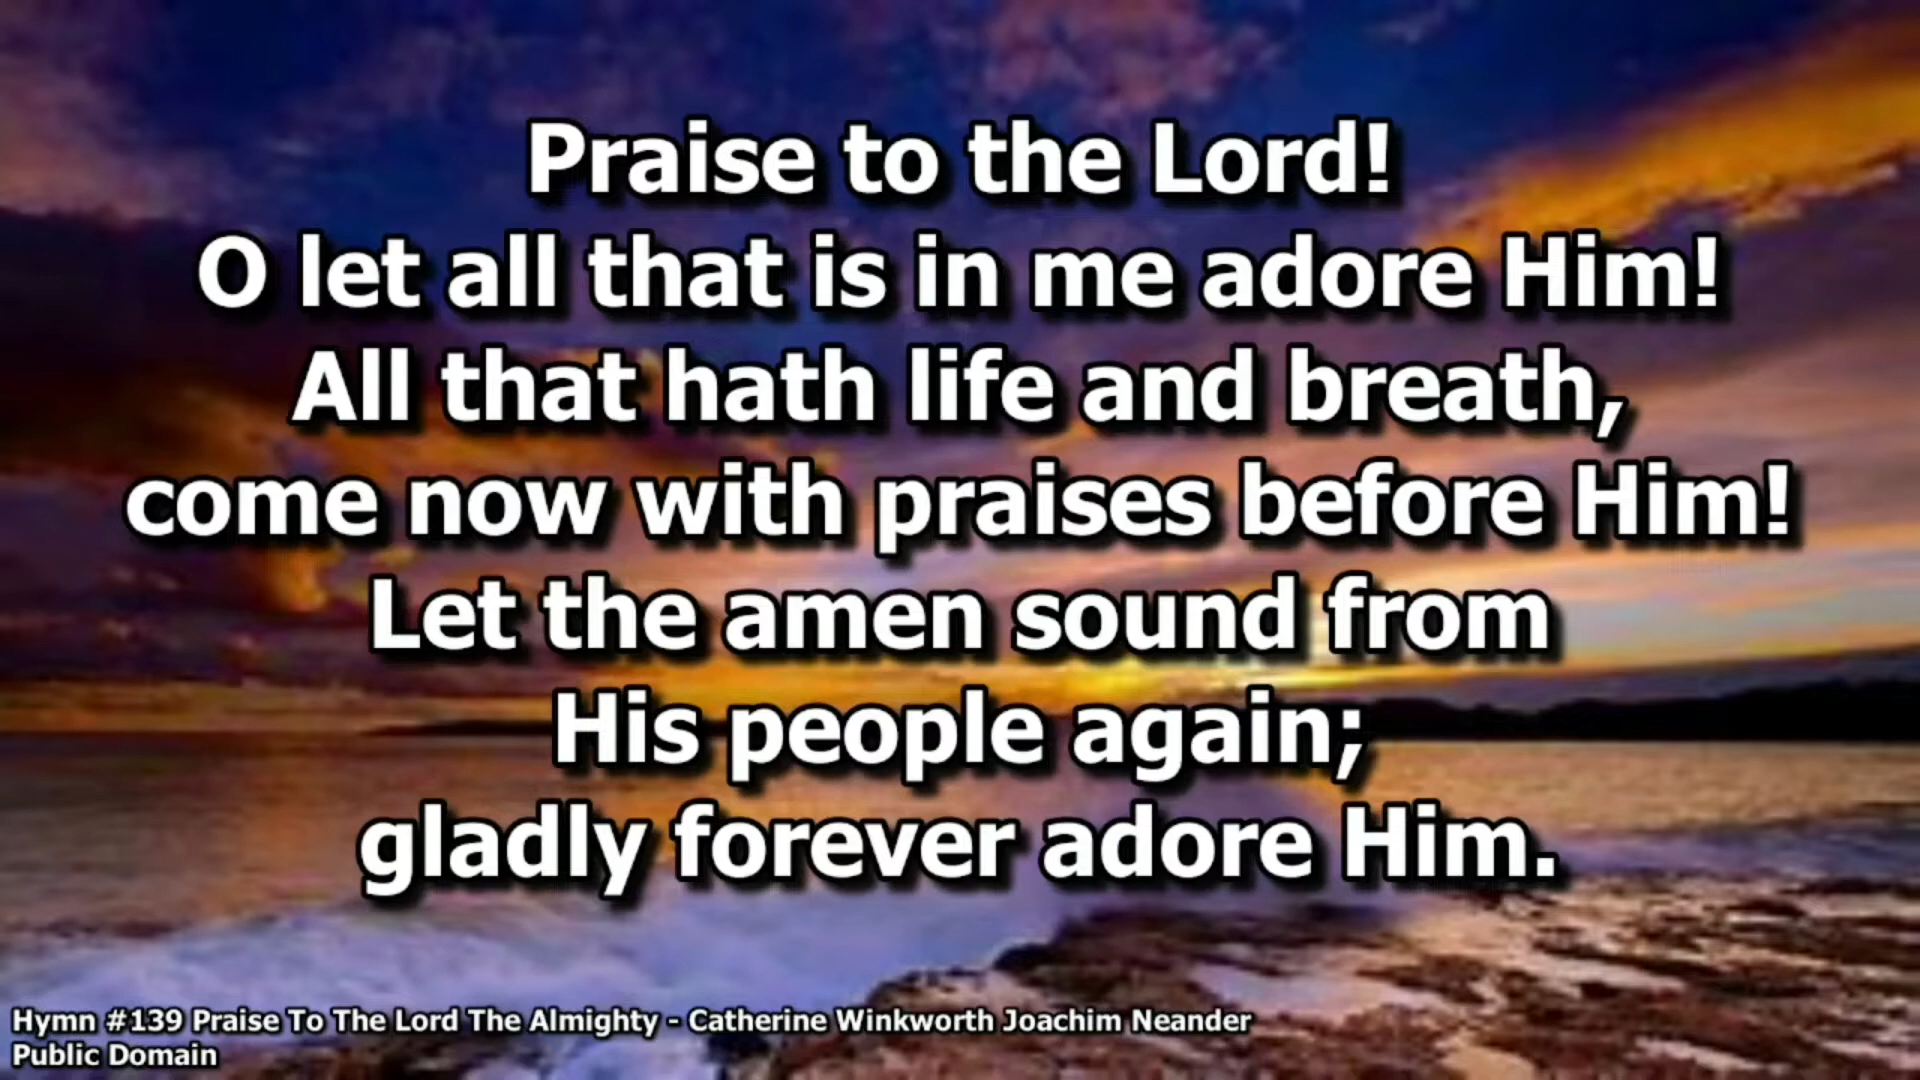 Praise to the Lord!
O let all that is in me adore Him!
All that hath life and breath,
come now with praises before Him!
Let the amen sound from
His people again;
gladly forever adore Him.
Hymn #139 Praise To The Lord The Almighty - Catherine Winkworth Joachim Neander
Public Domain